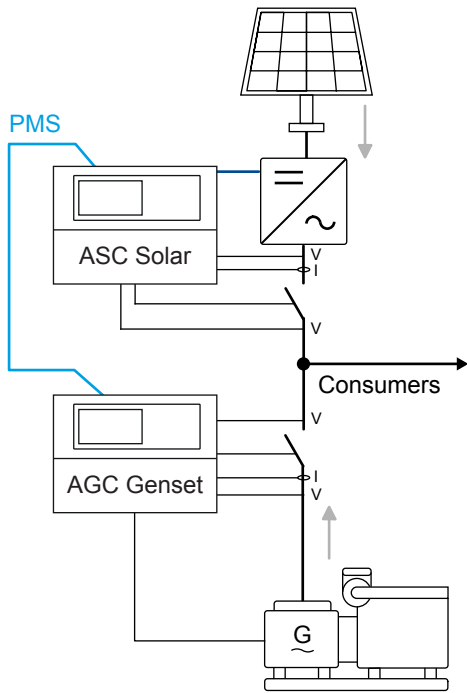 PMS
ASC Solar
V
I
V
Consumers
V
AGC Genset
I
V
G